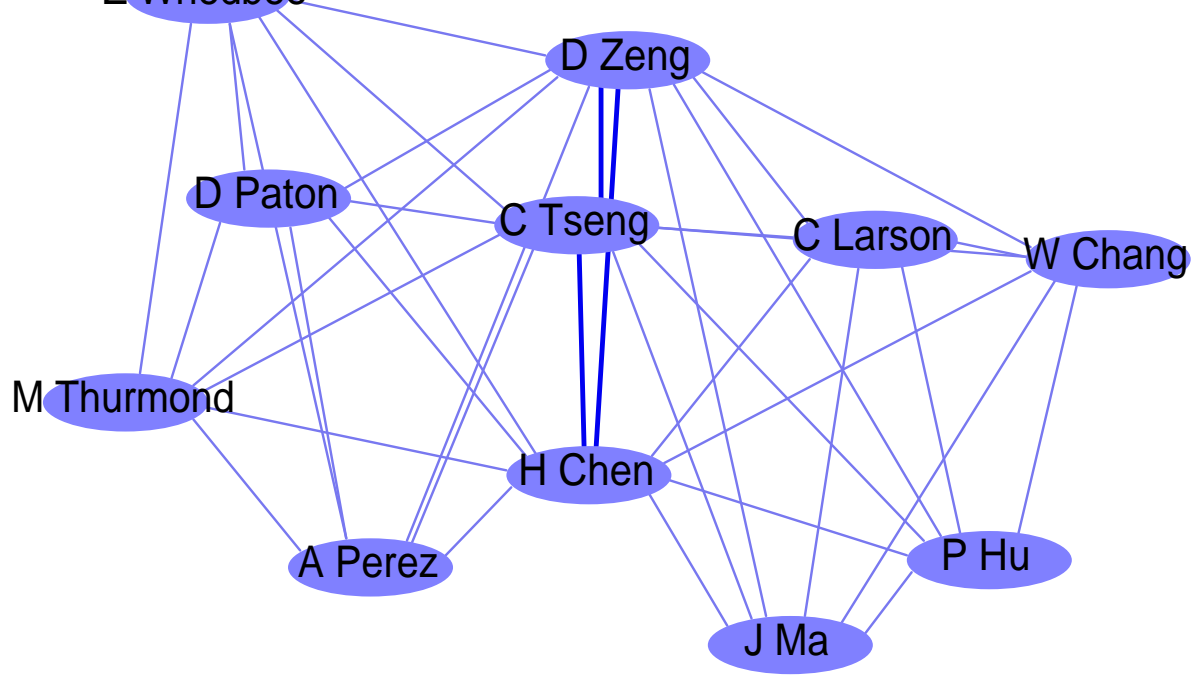 D Zeng
D Paton
C Tseng
C Larson
W Chang
M Thurmond
H Chen
A Perez
P Hu
J Ma